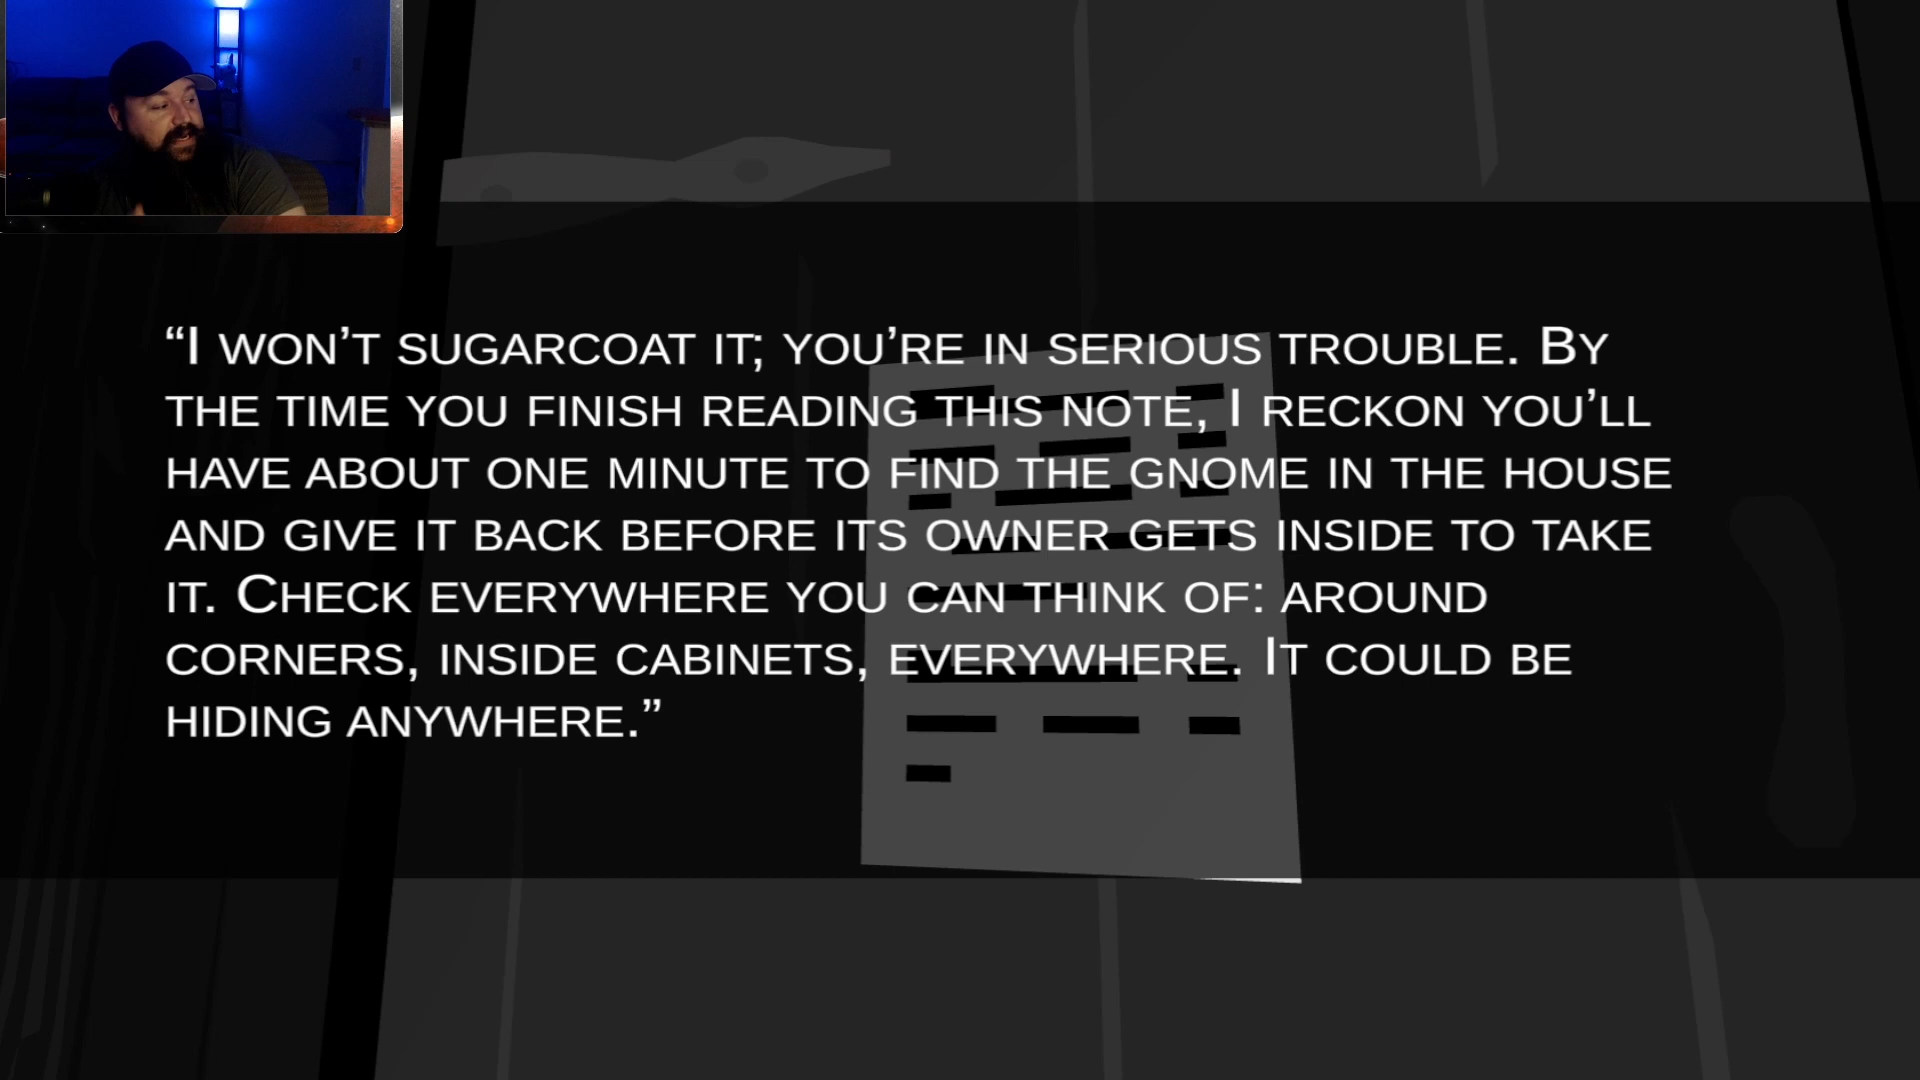 “I won’t sugarcoat it; you’re in serious trouble. By
the time you finish reading this note, I reckon you’ll
have about one minute to find the gnome in the house
and give it back before its owner gets inside to take
it. Check everywhere you can think of: around
corners, inside cabinets, everywhere. It could be
hiding anywhere.”